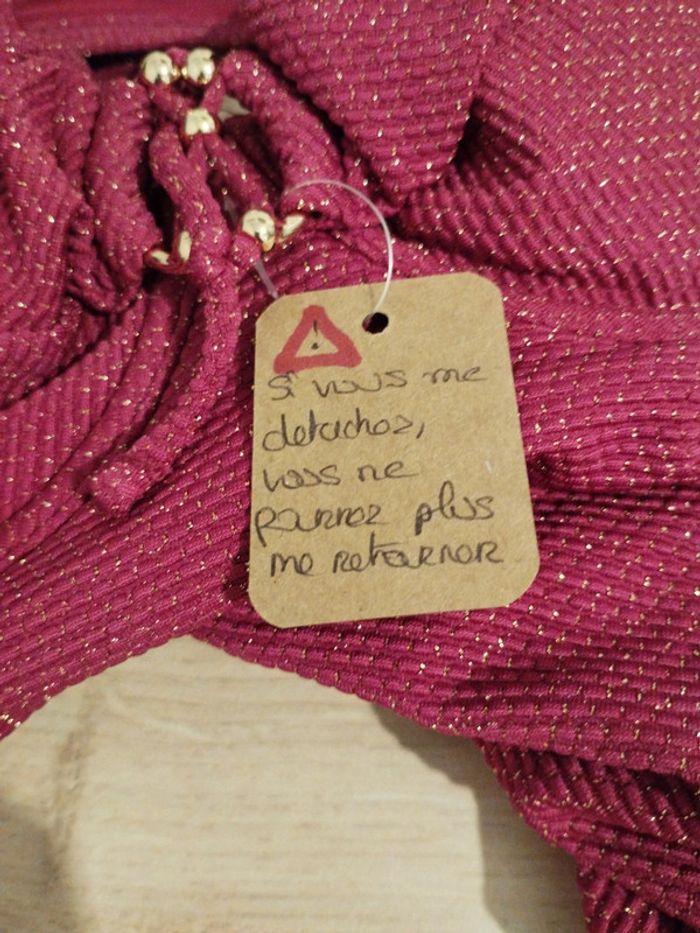 !
Si vous me
detachez,
vous ne
pourrez plus
me retourner